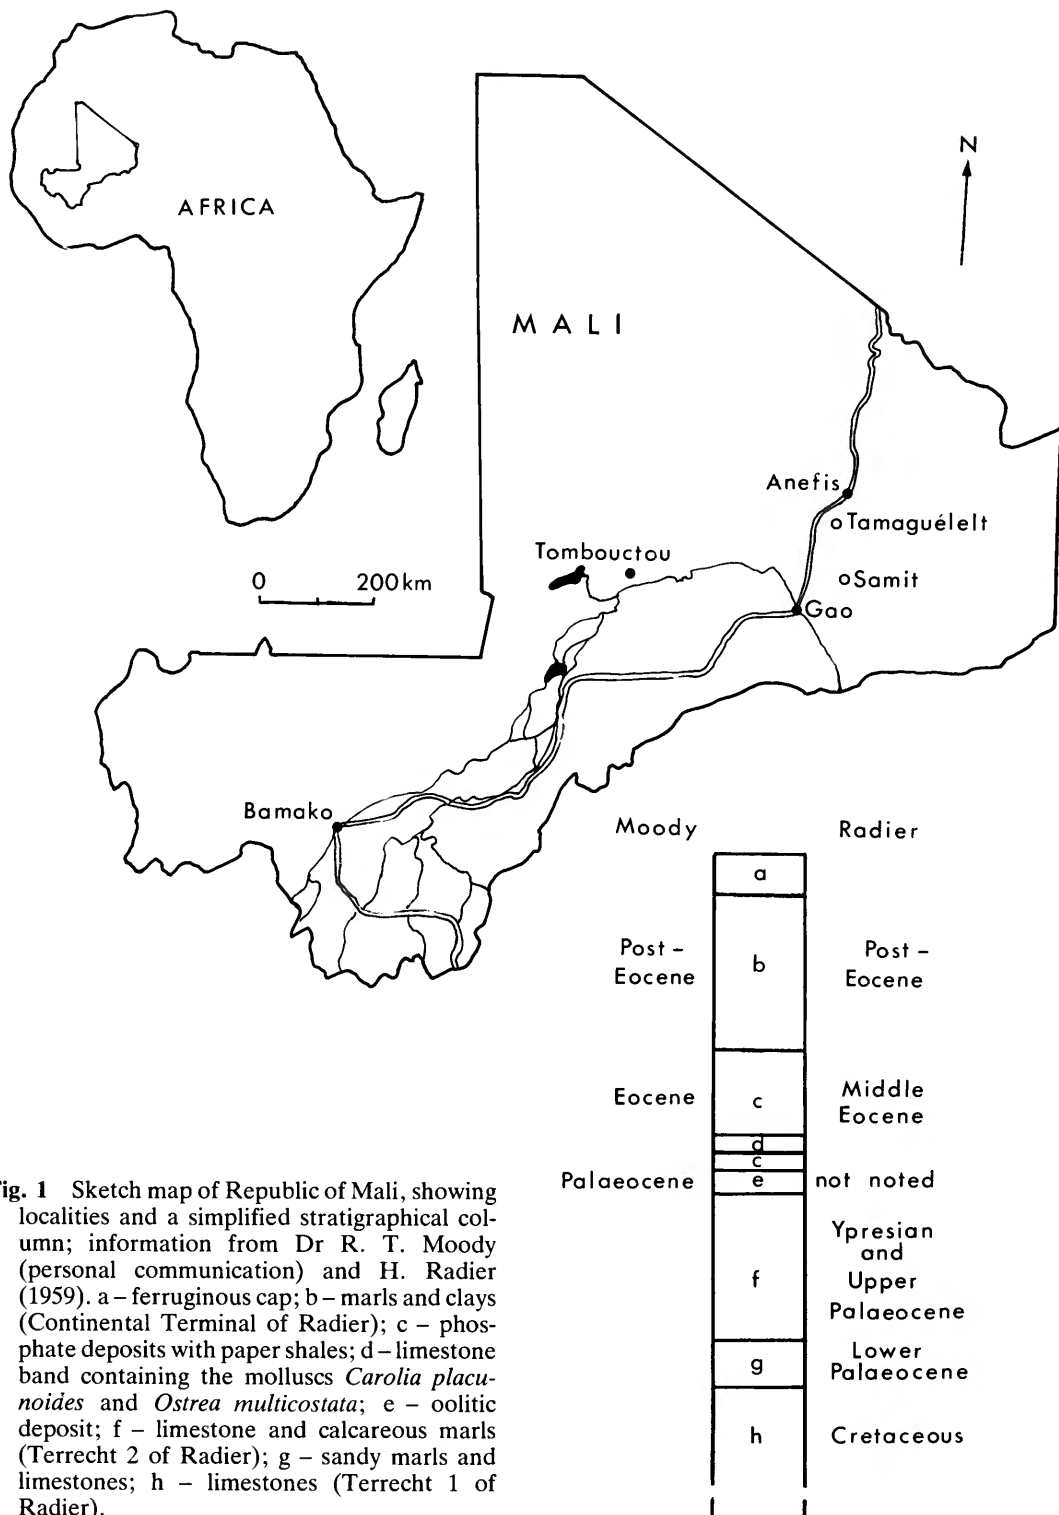 AFRICA
N
MALI
Anefis
Tamaguélelt
Tombouctou
Samit
0 200km
Gao
Bamako
Moody Radier
a
Post – Post –
Eocene b Eocene
Eocene c Middle
Eocene
d
c
Palaeocene e not noted
Ypresian
and
f Upper
Palaeocene
Lower
g Palaeocene
h Cretaceous
ig. 1 Sketch map of Republic of Mali, showing
localities and a simplified stratigraphical col-
umn; information from Dr R. T. Moody
(personal communication) and H. Radier
(1959). a – ferruginous cap; b – marls and clays
(Continental Terminal of Radier); c – phos-
phate deposits with paper shales; d – limestone
band containing the molluscs Carolia placu-
noides and Ostrea multicostata; e – oolitic
deposit; f – limestone and calcareous marls
(Terrecht 2 of Radier); g – sandy marls and
limestones; h – limestones (Terrecht 1 of
Radier).